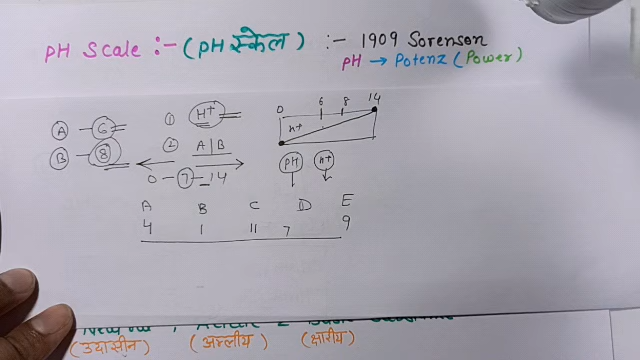 pH Scale :- (pH स्केल) :- 1909 Sorenson
pH → Potenz (Power)
A - 6
B - 8
① H+
② A | B
0 - 7 - 14
0 6 8 14
H+
pH H+
A B C D E
4 1 11 7 9
(उदासीन) (अम्लीय) (क्षारीय)